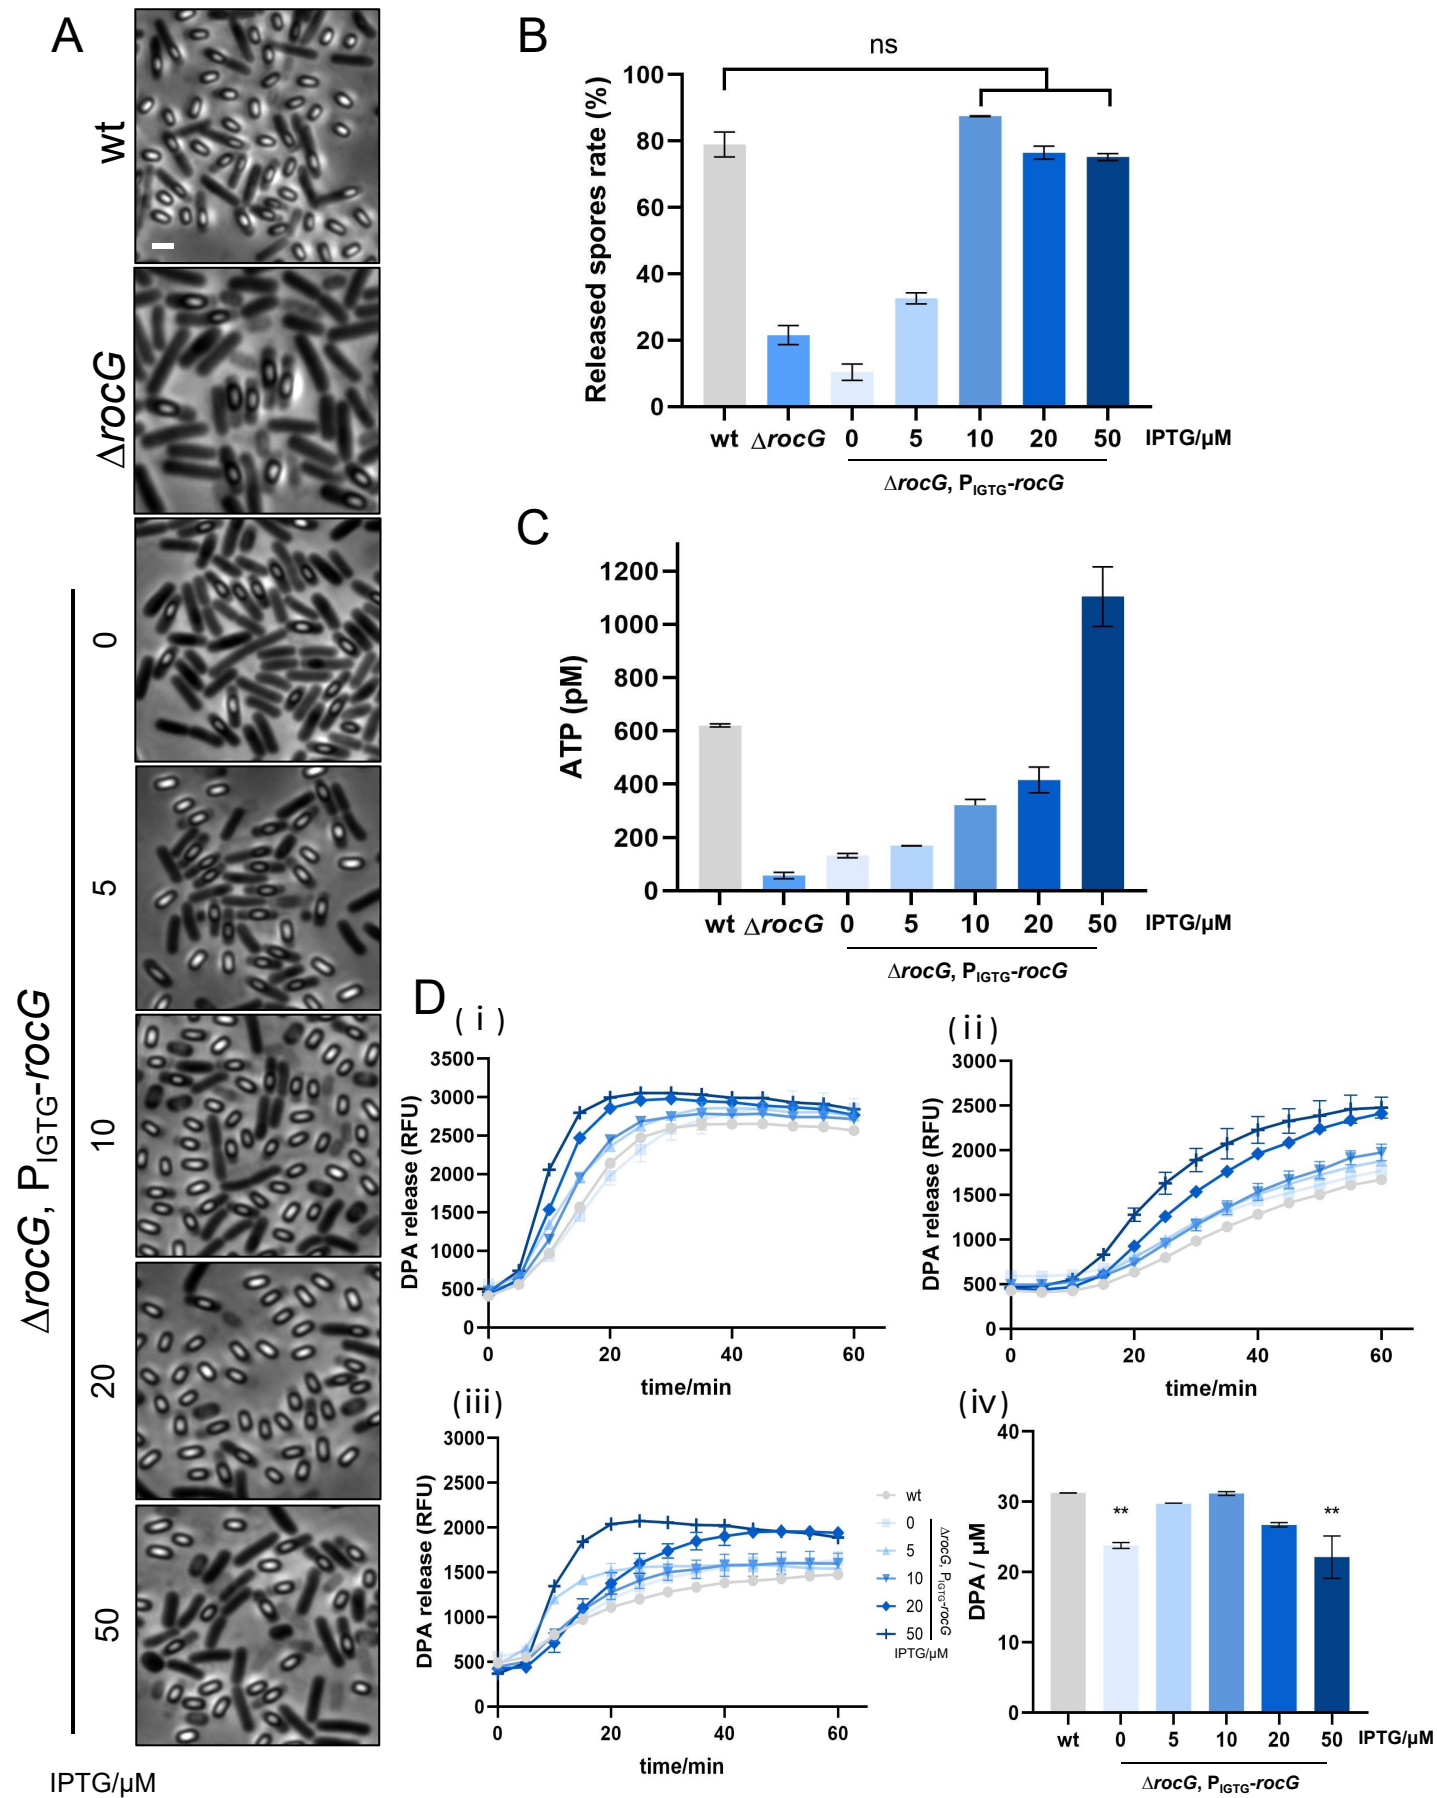 A
wt
ΔrocG
0
5
10
20
50
ΔrocG, PIGTG-rocG
IPTG/μM
B
ns
Released spores rate (%)
100
80
60
40
20
0
wt ΔrocG 0 5 10 20 50 IPTG/μM
ΔrocG, PIGTG-rocG
C
ATP (pM)
1200
1000
800
600
400
200
0
wt ΔrocG 0 5 10 20 50 IPTG/μM
ΔrocG, PIGTG-rocG
D
(i)
DPA release (RFU)
3500
3000
2500
2000
1500
1000
500
0
0 20 40 60
time/min
(ii)
DPA release (RFU)
3000
2500
2000
1500
1000
500
0
0 20 40 60
time/min
(iii)
DPA release (RFU)
3000
2500
2000
1500
1000
500
0
0 20 40 60
time/min
wt
0
5
10
20
50
IPTG/μM
ΔrocG, PIGTG-rocG
(iv)
DPA / μM
40
30
20
10
0
** **
wt 0 5 10 20 50 IPTG/μM
ΔrocG, PIGTG-rocG